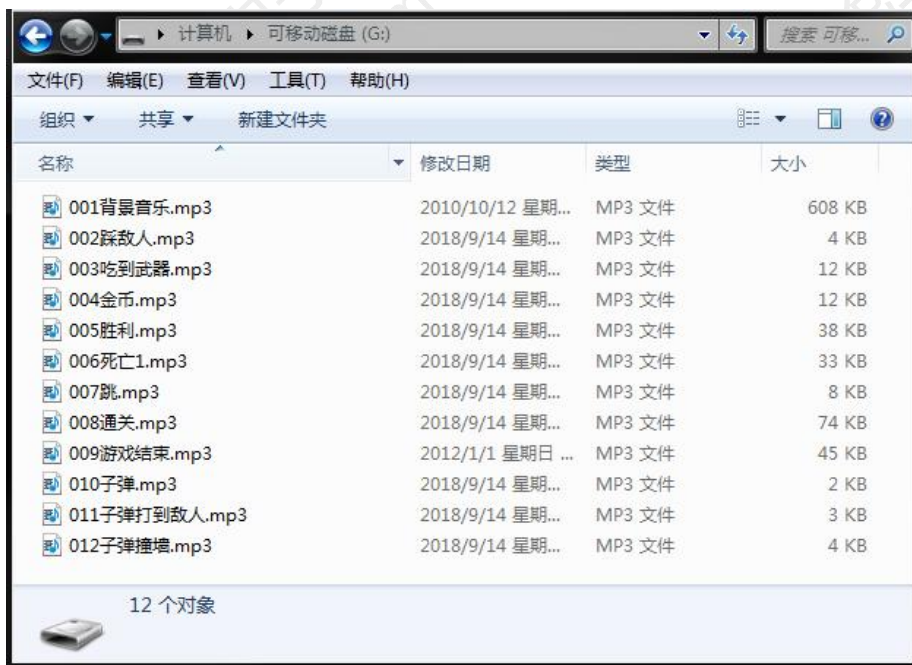 计算机 可移动磁盘 (G:) 搜索 可移...
文件(F) 编辑(E) 查看(V) 工具(T) 帮助(H)
组织 共享 新建文件夹
名称 修改日期 类型 大小
001背景音乐.mp3 2010/10/12 星期... MP3 文件 608 KB
002踩敌人.mp3 2018/9/14 星期... MP3 文件 4 KB
003吃到武器.mp3 2018/9/14 星期... MP3 文件 12 KB
004金币.mp3 2018/9/14 星期... MP3 文件 12 KB
005胜利.mp3 2018/9/14 星期... MP3 文件 38 KB
006死亡1.mp3 2018/9/14 星期... MP3 文件 33 KB
007跳.mp3 2018/9/14 星期... MP3 文件 8 KB
008通关.mp3 2018/9/14 星期... MP3 文件 74 KB
009游戏结束.mp3 2012/1/1 星期日 ... MP3 文件 45 KB
010子弹.mp3 2018/9/14 星期... MP3 文件 2 KB
011子弹打到敌人.mp3 2018/9/14 星期... MP3 文件 3 KB
012子弹撞墙.mp3 2018/9/14 星期... MP3 文件 4 KB
12 个对象